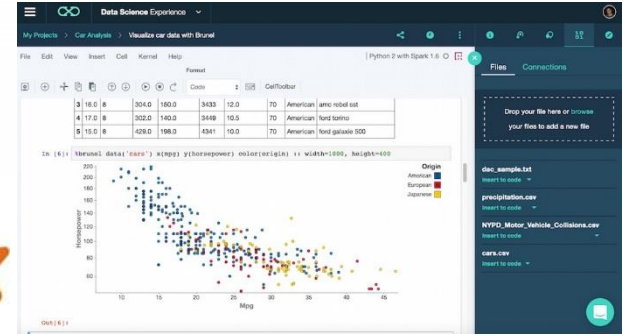 Data Science Experience
My Projects > Car Analysis > Visualize car data with Brunel
File Edit View Insert Cell Kernel Help
Python 2 with Spark 1.6
Format
Code
CellToolbar
3 16.0 8 304.0 150.0 3433 12.0 70 American amc rebel sst
4 17.0 8 302.0 140.0 3449 10.5 70 American ford torino
5 15.0 8 429.0 198.0 4341 10.0 70 American ford galaxie 500
In [6]: %brunel data('cars') x(mpg) y(horsepower) color(origin) :: width=1000, height=400
Origin
American
European
Japanese
Horsepower
220
200
180
160
140
120
100
80
60
10 15 20 25 30 35 40 45
Mpg
Out[6]:
Files Connections
Drop your file here or browse
your files to add a new file
dsc_sample.txt
Insert to code
precipitation.csv
Insert to code
NYPD_Motor_Vehicle_Collisions.csv
Insert to code
cars.csv
Insert to code